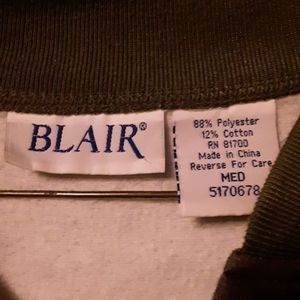 BLAIR®
88% Polyester
12% Cotton
RN 81700
Made in China
Reverse For Care
MED
5170678